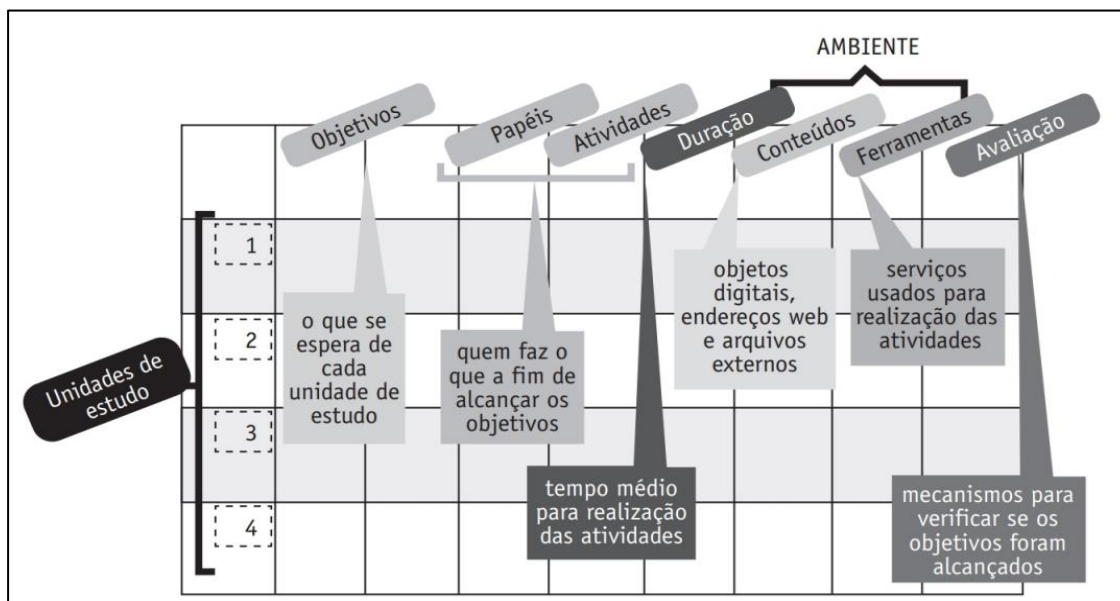 AMBIENTE
Objetivos
Papéis
Atividades
Duração
Conteúdos
Ferramentas
Avaliação
Unidades de
estudo
1
2
3
4
o que se
espera de
cada
unidade de
estudo
quem faz o
que a fim de
alcançar os
objetivos
tempo médio
para realização
das atividades
objetos
digitais,
endereços web
e arquivos
externos
serviços
usados para
realização das
atividades
mecanismos para
verificar se os
objetivos foram
alcançados